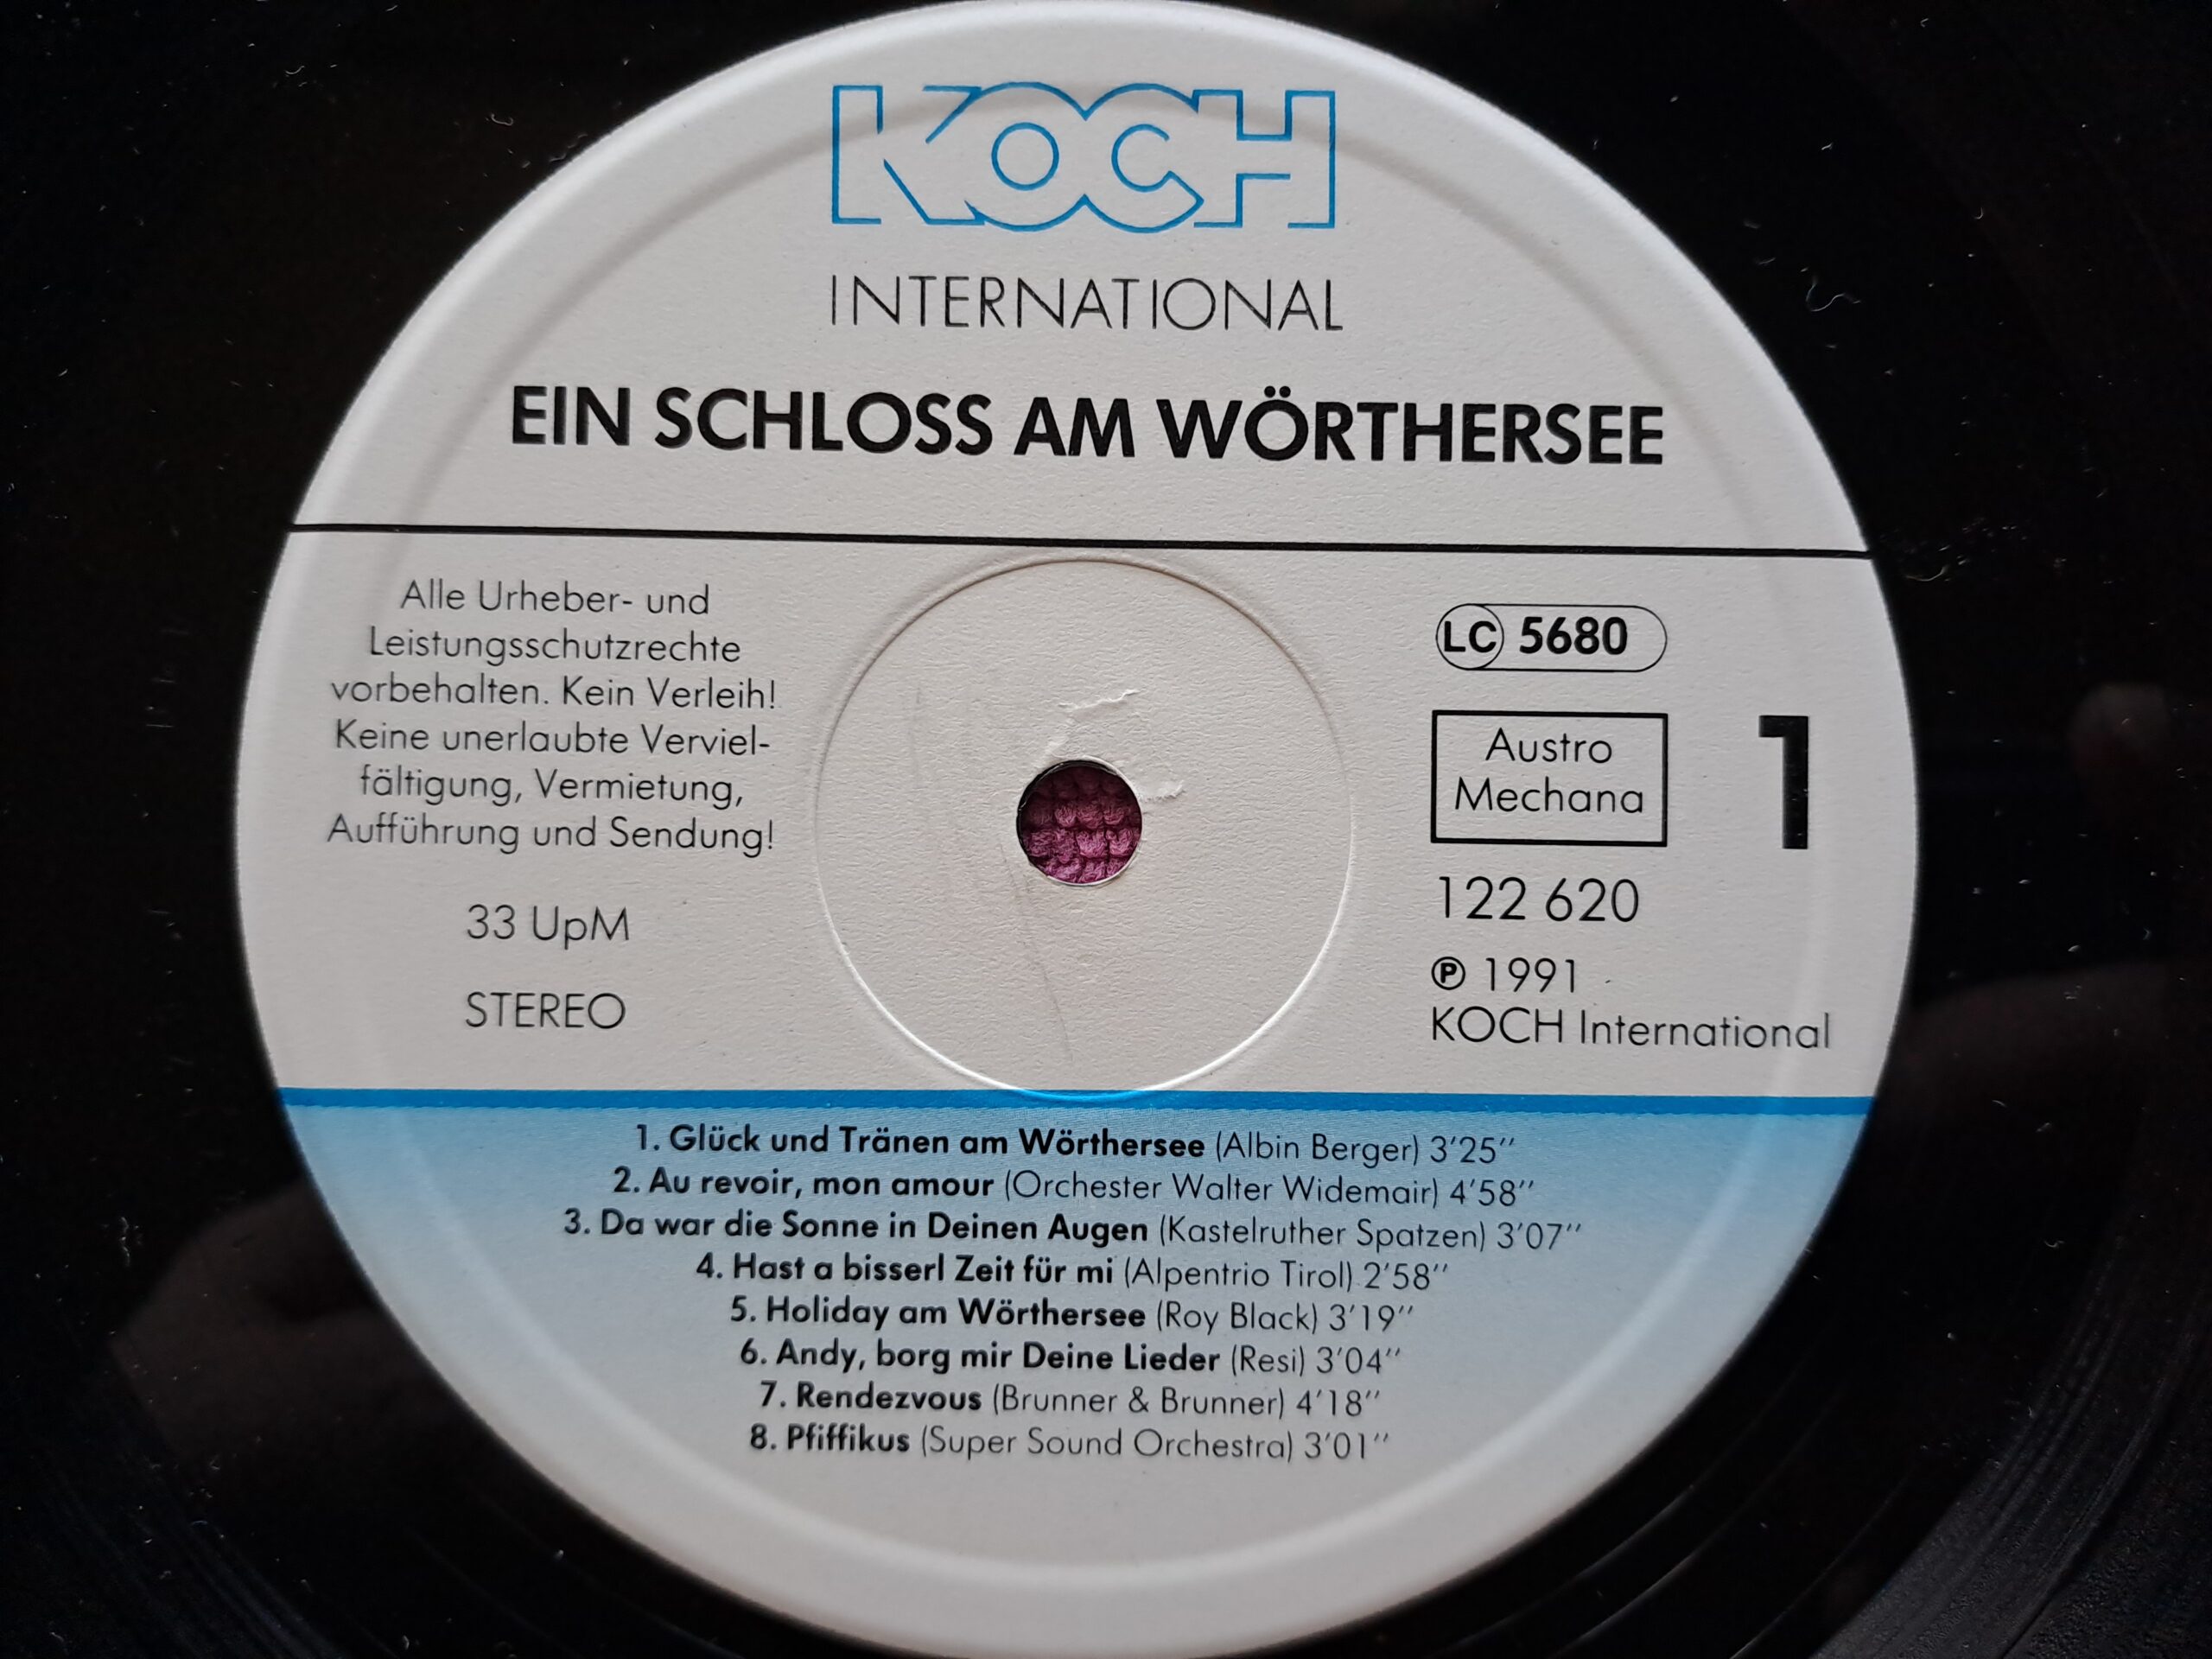 KOCH
INTERNATIONAL
EIN SCHLOSS AM WÖRTHERSEE
Alle Urheber- und
Leistungsschutzrechte
vorbehalten. Kein Verleih!
Keine unerlaubte Verviel-
fältigung, Vermietung,
Aufführung und Sendung!
33 UpM
STEREO
LC 5680
Austro
Mechana
1
122 620
℗ 1991
KOCH International
1. Glück und Tränen am Wörthersee (Albin Berger) 3'25''
2. Au revoir, mon amour (Orchester Walter Widemair) 4'58''
3. Da war die Sonne in Deinen Augen (Kastelruther Spatzen) 3'07''
4. Hast a bisserl Zeit für mi (Alpentrio Tirol) 2'58''
5. Holiday am Wörthersee (Roy Black) 3'19''
6. Andy, borg mir Deine Lieder (Resi) 3'04''
7. Rendezvous (Brunner & Brunner) 4'18''
8. Pfiffikus (Super Sound Orchestra) 3'01''